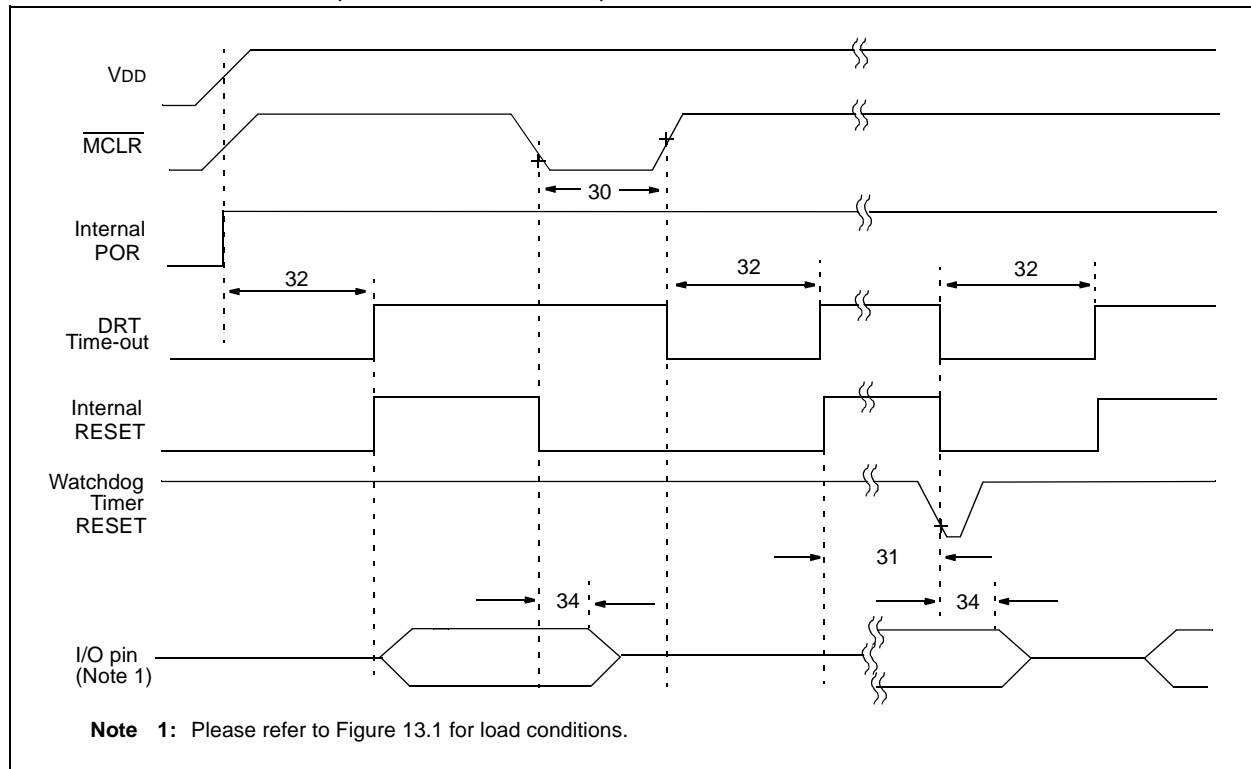 VDD
MCLR
30
Internal
POR
32
32
32
DRT
Time-out
Internal
RESET
Watchdog
Timer
RESET
31
34
34
I/O pin
(Note 1)
Note 1: Please refer to Figure 13.1 for load conditions.